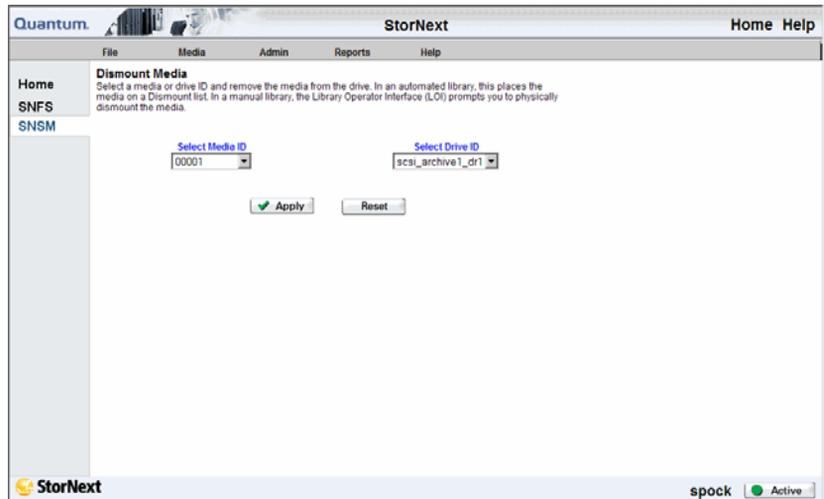 Quantum. StorNext Home Help
File Media Admin Reports Help
Home
SNFS
SNSM
Dismount Media
Select a media or drive ID and remove the media from the drive. In an automated library, this places the
media on a Dismount list. In a manual library, the Library Operator Interface (LOI) prompts you to physically
dismount the media.
Select Media ID Select Drive ID
00001 scsi_archive1_dr1
Apply Reset
StorNext spock Active